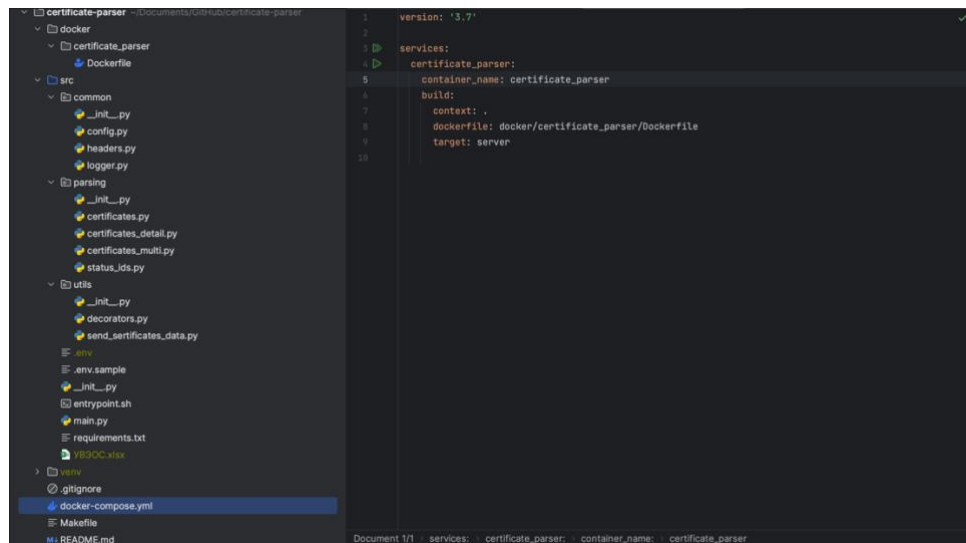 certificate-parser ~/Documents/GitHub/certificate-parser
docker
certificate_parser
Dockerfile
src
common
__init__.py
config.py
headers.py
logger.py
parsing
__init__.py
certificates.py
certificates_detail.py
certificates_multi.py
status_ids.py
utils
__init__.py
decorators.py
send_sertificates_data.py
.env
.env.sample
__init__.py
entrypoint.sh
main.py
requirements.txt
УВЭОС.xlsx
venv
.gitignore
docker-compose.yml
Makefile
README.md
1 version: '3.7'
2
3 services:
4 certificate_parser:
5 container_name: certificate_parser
6 build:
7 context: .
8 dockerfile: docker/certificate_parser/Dockerfile
9 target: server
10
Document 1/1 › services: › certificate_parser: › container_name: › certificate_parser